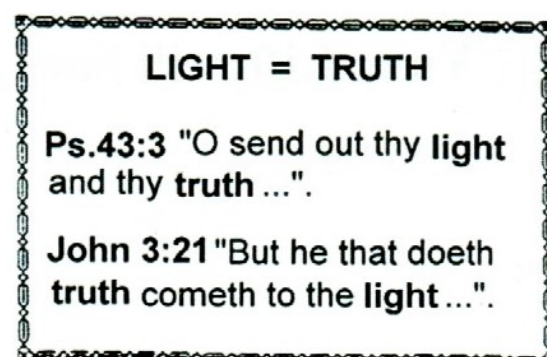 LIGHT = TRUTH
Ps.43:3 "O send out thy light
and thy truth ...".
John 3:21 "But he that doeth
truth cometh to the light ...".